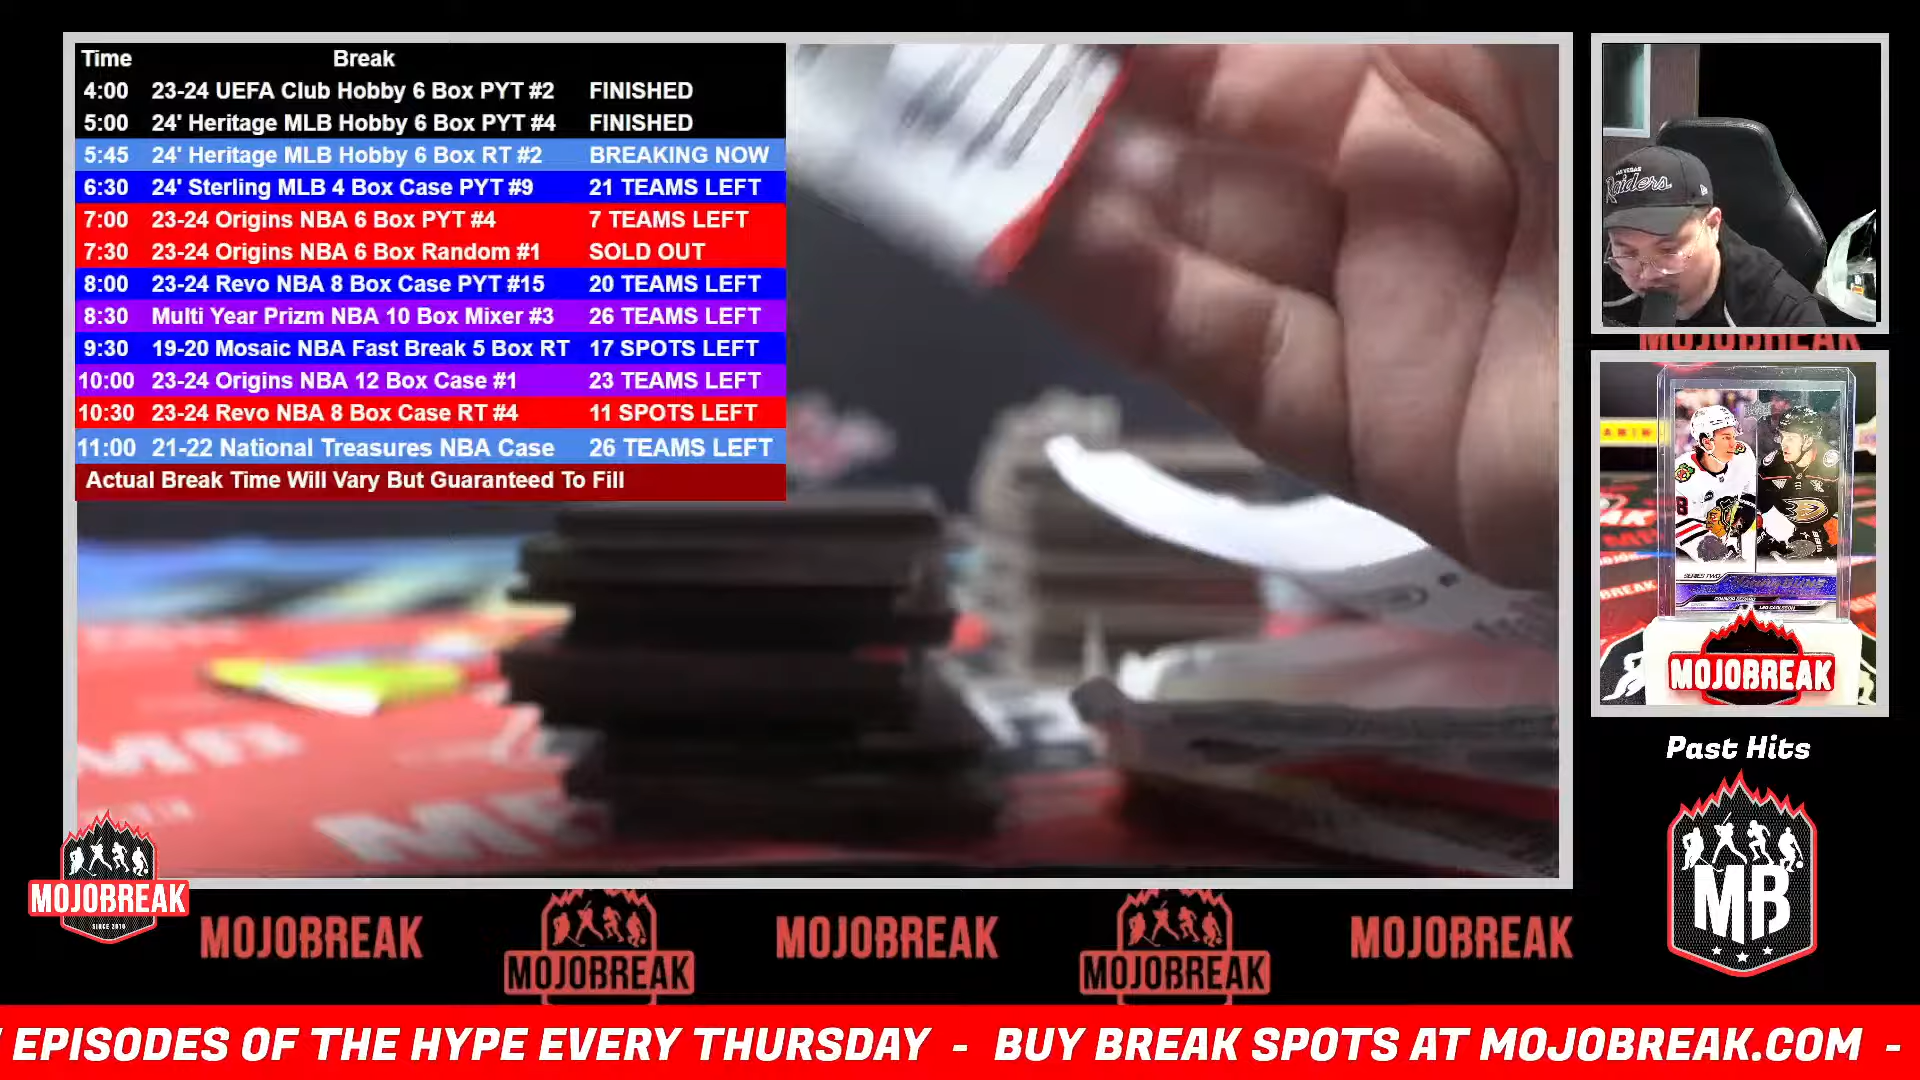 Time Break
4:00 23-24 UEFA Club Hobby 6 Box PYT #2 FINISHED
5:00 24' Heritage MLB Hobby 6 Box PYT #4 FINISHED
5:45 24' Heritage MLB Hobby 6 Box RT #2 BREAKING NOW
6:30 24' Sterling MLB 4 Box Case PYT #9 21 TEAMS LEFT
7:00 23-24 Origins NBA 6 Box PYT #4 7 TEAMS LEFT
7:30 23-24 Origins NBA 6 Box Random #1 SOLD OUT
8:00 23-24 Revo NBA 8 Box Case PYT #15 20 TEAMS LEFT
8:30 Multi Year Prizm NBA 10 Box Mixer #3 26 TEAMS LEFT
9:30 19-20 Mosaic NBA Fast Break 5 Box RT 17 SPOTS LEFT
10:00 23-24 Origins NBA 12 Box Case #1 23 TEAMS LEFT
10:30 23-24 Revo NBA 8 Box Case RT #4 11 SPOTS LEFT
11:00 21-22 National Treasures NBA Case 26 TEAMS LEFT
Actual Break Time Will Vary But Guaranteed To Fill
Raiders
MOJOBREAK
SERIES TWO
MOJOBREAK
Past Hits
MB
MOJOBREAK
SINCE 2010
MOJOBREAK
MOJOBREAK
MOJOBREAK
MOJOBREAK
MOJOBREAK
EPISODES OF THE HYPE EVERY THURSDAY - BUY BREAK SPOTS AT MOJOBREAK.COM -